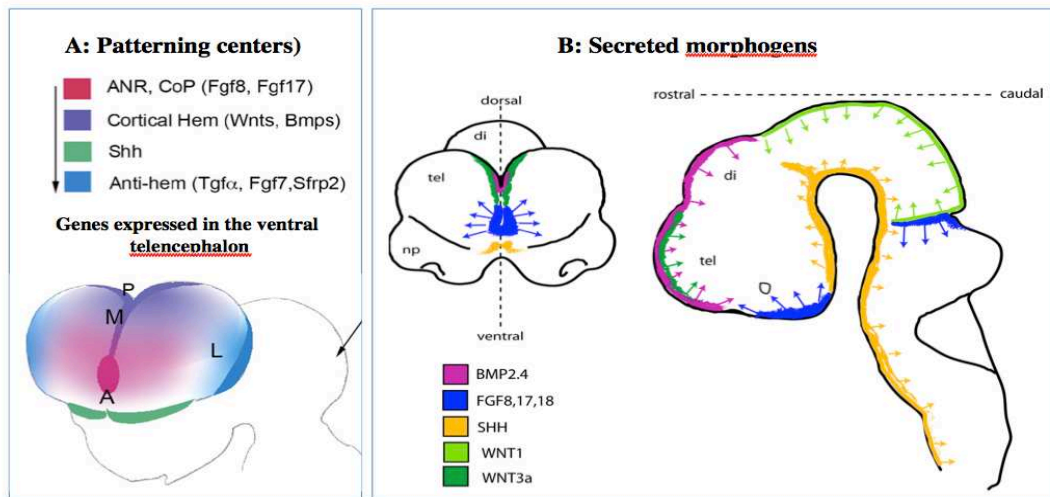 A: Patterning centers)
ANR, CoP (Fgf8, Fgf17)
Cortical Hem (Wnts, Bmps)
Shh
Anti-hem (Tgfα, Fgf7,Sfrp2)
Genes expressed in the ventral
telencephalon
P
M
L
A
B: Secreted morphogens
dorsal
di
tel
np
ventral
rostral
caudal
di
tel
BMP2.4
FGF8,17,18
SHH
WNT1
WNT3a